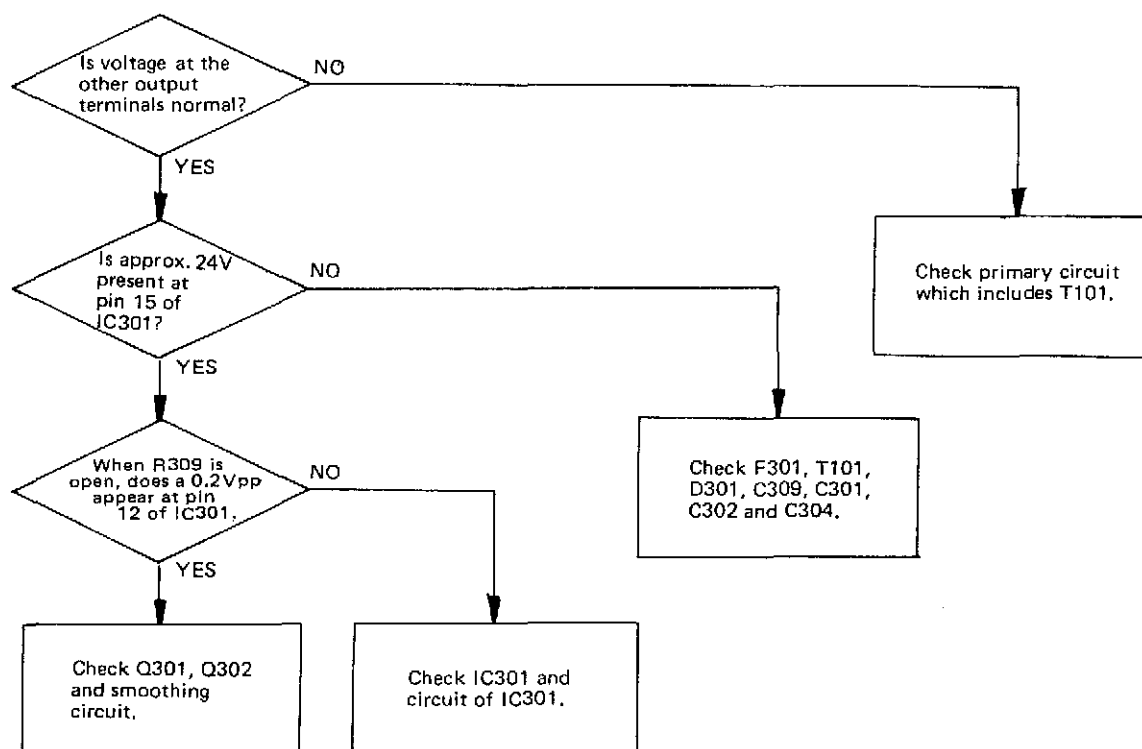 Is voltage at the
other output
terminals normal?
NO
YES
Is approx. 24V
present at
pin 15 of
IC301?
NO
YES
Check primary circuit
which includes T101.
When R309 is
open, does a 0.2Vpp
appear at pin
12 of IC301.
NO
YES
Check F301, T101,
D301, C309, C301,
C302 and C304.
Check Q301, Q302
and smoothing
circuit.
Check IC301 and
circuit of IC301.